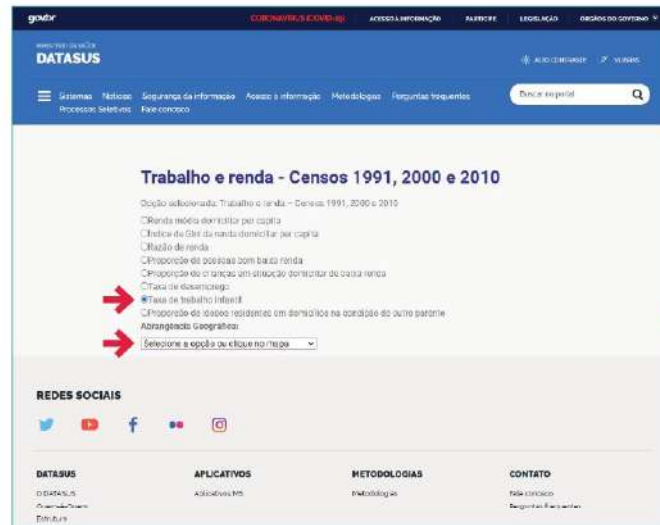 govbr
CORONAVÍRUS (COVID-19) ACESSO À INFORMAÇÃO PARTICIPE LEGISLAÇÃO ÓRGÃOS DO GOVERNO
MINISTÉRIO DA SAÚDE
DATASUS
ALTO CONTRASTE VLIBRAS
Sistemas Notícias Segurança da informação Acesso à informação Metodologias Perguntas frequentes
Processos Seletivos Fale conosco
Buscar no portal
Trabalho e renda - Censos 1991, 2000 e 2010
Opção selecionada: Trabalho e renda – Censos 1991, 2000 e 2010
Renda média domiciliar per capita
Índice de Gini da renda domiciliar per capita
Razão de renda
Proporção de pessoas com baixa renda
Proporção de crianças em situação domiciliar de baixa renda
Taxa de desemprego
Taxa de trabalho infantil
Proporção de idosos residentes em domicílios na condição de outro parente
Abrangência Geográfica:
Selecione a opção ou clique no mapa
REDES SOCIAIS
DATASUS
O DATASUS
Quem é Quem
Estrutura
APLICATIVOS
Aplicativos MS
METODOLOGIAS
Metodologias
CONTATO
Fale conosco
Perguntas frequentes